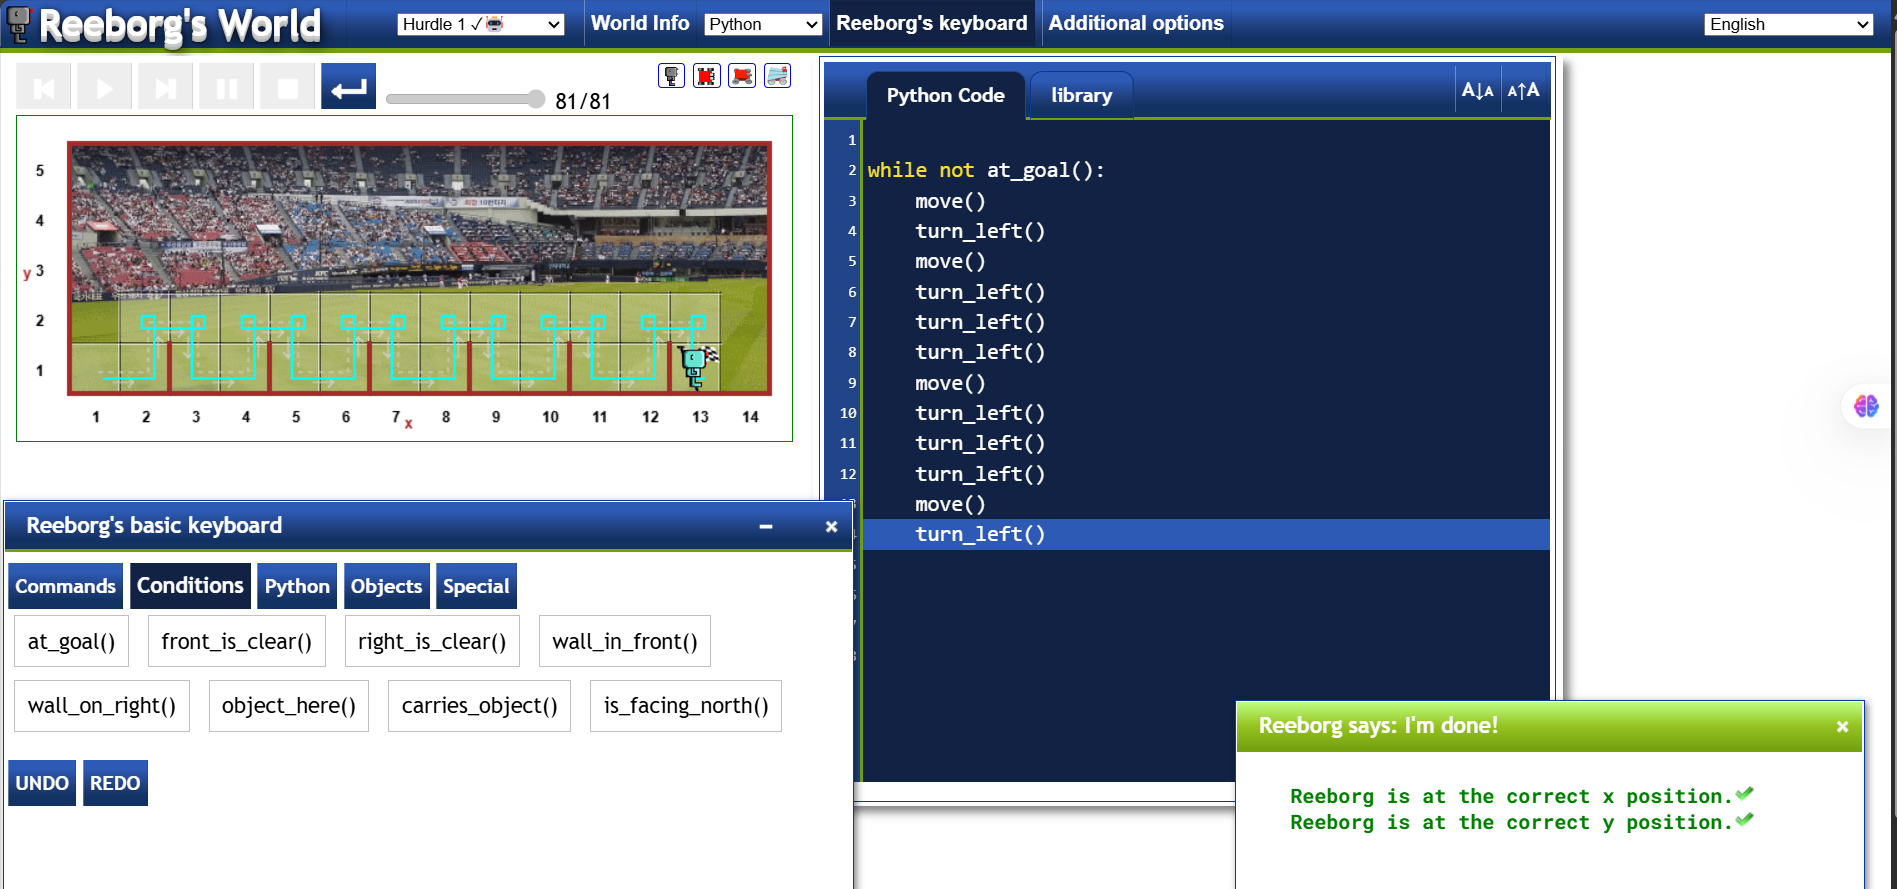 Reeborg's World
Hurdle 1 ✓
World Info
Python
Reeborg's keyboard
Additional options
English
81/81
5
4
y 3
2
1
1 2 3 4 5 6 7 x 8 9 10 11 12 13 14
Python Code
library
A↓A
A↑A
1
2 while not at_goal():
3 move()
4 turn_left()
5 move()
6 turn_left()
7 turn_left()
8 turn_left()
9 move()
10 turn_left()
11 turn_left()
12 turn_left()
move()
turn_left()
Reeborg's basic keyboard
Commands Conditions Python Objects Special
at_goal() front_is_clear() right_is_clear() wall_in_front()
wall_on_right() object_here() carries_object() is_facing_north()
UNDO REDO
Reeborg says: I'm done!
Reeborg is at the correct x position.
Reeborg is at the correct y position.